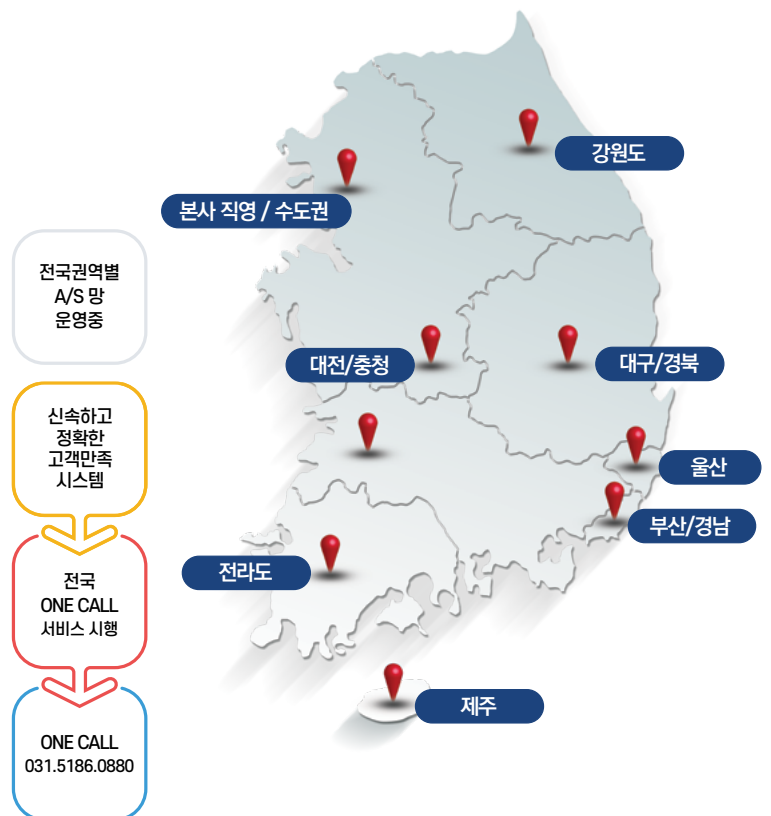 강원도
본사 직영 / 수도권
전국권역별
A/S 망
운영중
대전/충청
대구/경북
신속하고
정확한
고객만족
시스템
울산
부산/경남
전라도
전국
ONE CALL
서비스 시행
제주
ONE CALL
031.5186.0880